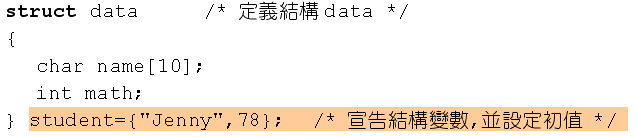 struct data     /* 定義結構data */
{
  char name[10];
  int math;
} student={"Jenny",78};  /* 宣告結構變數,並設定初值 */